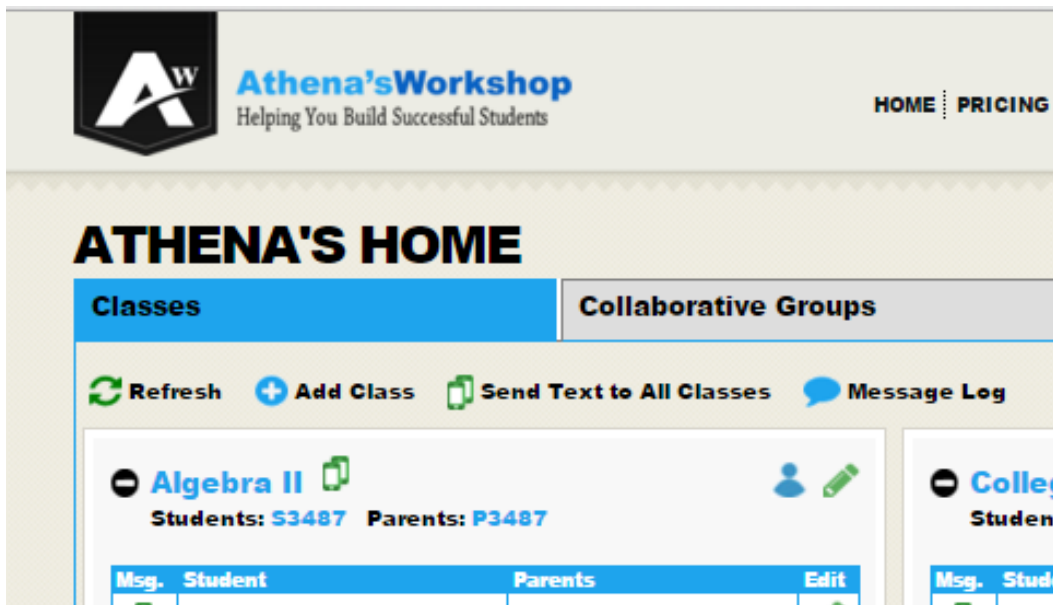 AW
Athena'sWorkshop
Helping You Build Successful Students
HOME PRICING
ATHENA'S HOME
Classes Collaborative Groups
Refresh Add Class Send Text to All Classes Message Log
Algebra II
Students: S3487 Parents: P3487
Msg. Student Parents Edit
Msg.